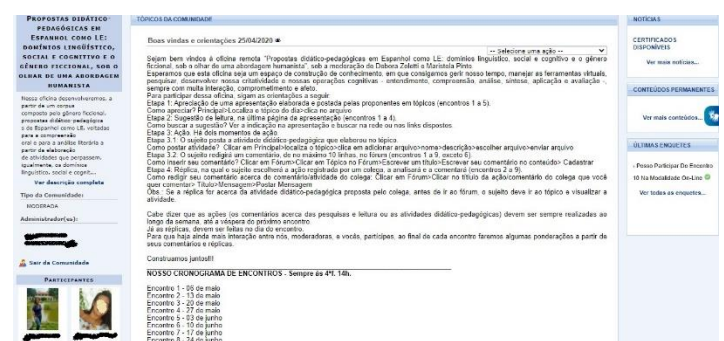 PROPOSTAS DIDÁTICO
PEDAGÓGICAS EM
ESPANHOL COMO LE:
DOMÍNIOS LINGÜÍSTICO,
SOCIAL E COGNITIVO E O
GÊNERO FICCIONAL, SOB O
OLHAR DE UMA ABORDAGEM
HUMANISTA
Nessa oficina desenvolveremos, a
partir de um corpus
composto pelo gênero ficcional,
propostas didático pedagógica
s de Espanhol como LE, voltadas
para a compreensão
oral e para a análise literária a
partir da elaboração
de atividades que perpassem,
igualmente, os domínios
linguístico, social e cognit...
Ver descrição completa
Tipo da Comunidade:
MODERADA
Administrador(es):
Sair da Comunidade
PARTICIPANTES
TÓPICOS DA COMUNIDADE
Boas vindas e orientações 25/04/2020
-- Selecione uma ação --
Sejam bem vindos à oficina remota "Propostas didático-pedagógicas em Espanhol como LE: domínios linguístico, social e cognitivo e o gênero
ficcional, sob o olhar de uma abordagem humanista", sob a moderação de Debora Zoletti e Maristela Pinto.
Esperamos que esta oficina seja um espaço de construção de conhecimento, em que consigamos gerir nosso tempo, manejar as ferramentas virtuais,
pesquisar, desenvolver nossa criatividade e nossas operações cognitivas - entendimento, compreensão, análise, síntese, aplicação e avaliação -,
sempre com muita interação, comprometimento e afeto.
Para participar dessa oficina, sigam as orientações a seguir:
Etapa 1: Apreciação de uma apresentação elaborada e postada pelas proponentes em tópicos (encontros 1 a 5).
Como apreciar? Principal>Localiza o tópico do dia>clica no arquivo
Etapa 2: Sugestão de leitura, na última página da apresentação (encontros 1 a 4).
Como buscar a sugestão? Ver a indicação na apresentação e buscar na rede ou nos links dispostos.
Etapa 3: Ação. Há dois momentos de ação:
Etapa 3.1. O sujeito posta a atividade didático-pedagógica que elaborou no tópico
Como postar atividade? Clicar em Principal>localiza o tópico>clica em adicionar arquivo>nome>descrição>escolher arquivo>enviar arquivo
Etapa 3.2. O sujeito redigirá um comentário, de no máximo 10 linhas, no fórum (encontros 1 a 9, exceto 6).
Como inserir seu comentário? Clicar em Fórum>Clicar em Tópico no Fórum>Escrever um título>Escrever seu comentário no conteúdo> Cadastrar
Etapa 4: Réplica, na qual o sujeito escolherá a ação registrada por um colega, a analisará e a comentará (encontros 2 a 9).
Como redigir seu comentário acerca do comentário/atividade do colega: Clicar em Fórum>Clicar no título da ação/comentário do colega que você
quer comentar> Título>Mensagem>Postar Mensagem
Obs.: Se a réplica for acerca da atividade didático-pedagógica proposta pelo colega, antes de ir ao fórum, o sujeito deve ir ao tópico e visualizar a
atividade.
Cabe dizer que as ações (os comentários acerca das pesquisas e leitura ou as atividades didático-pedagógicas) devem ser sempre realizadas ao
longo da semana, até a véspera do próximo encontro.
Já as réplicas, devem ser feitas no dia do encontro.
Para que haja ainda mais interação entre nós, moderadoras, e vocês, partícipes, ao final de cada encontro faremos algumas ponderações a partir de
seus comentários e réplicas.
Construamos juntos!!!
NOSSO CRONOGRAMA DE ENCONTROS - Sempre às 4ªf. 14h.
Encontro 1 - 06 de maio
Encontro 2 - 13 de maio
Encontro 3 - 20 de maio
Encontro 4 - 27 de maio
Encontro 5 - 03 de junho
Encontro 6 - 10 de junho
Encontro 7 - 17 de junho
Encontro 8 - 24 de junho
NOTÍCIAS
CERTIFICADOS
DISPONÍVEIS
Ver mais notícias...
CONTEÚDOS PERMANENTES
Ver mais conteúdos...
ÚLTIMAS ENQUETES
- Posso Participar Do Encontro
10 Na Modalidade On-Line
Ver todas as enquetes...